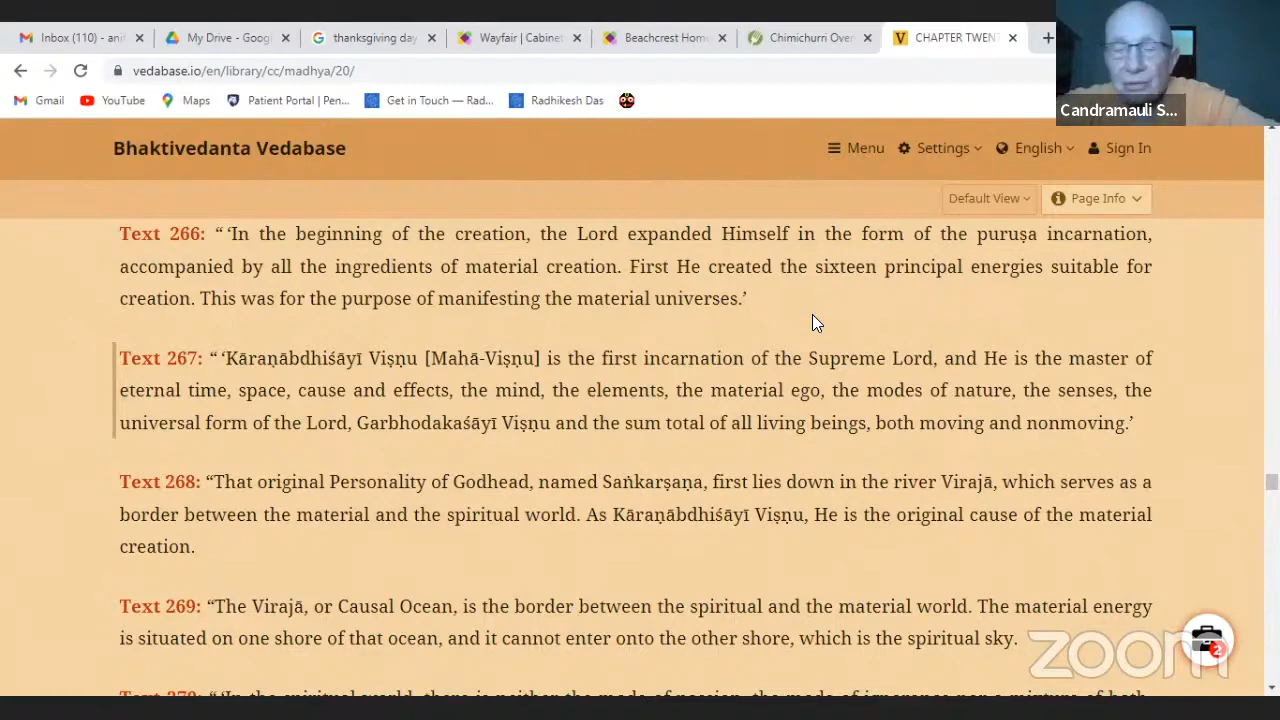 Inbox (110) - anit
My Drive - Googl
thanksgiving day
Wayfair | Cabinet
Beachcrest Hom
Chimichurri Over
CHAPTER TWEN
vedabase.io/en/library/cc/madhya/20/
Gmail YouTube Maps Patient Portal | Pen... Get in Touch — Rad... Radhikesh Das
Candramauli S...
Bhaktivedanta Vedabase Menu Settings English Sign In
Default View Page Info
Text 266: “ ‘In the beginning of the creation, the Lord expanded Himself in the form of the puruṣa incarnation,
accompanied by all the ingredients of material creation. First He created the sixteen principal energies suitable for
creation. This was for the purpose of manifesting the material universes.’
Text 267: “ ‘Kāraṇābdhiśāyī Viṣṇu [Mahā-Viṣṇu] is the first incarnation of the Supreme Lord, and He is the master of
eternal time, space, cause and effects, the mind, the elements, the material ego, the modes of nature, the senses, the
universal form of the Lord, Garbhodakaśāyī Viṣṇu and the sum total of all living beings, both moving and nonmoving.’
Text 268: “That original Personality of Godhead, named Saṅkarṣaṇa, first lies down in the river Virajā, which serves as a
border between the material and the spiritual world. As Kāraṇābdhiśāyī Viṣṇu, He is the original cause of the material
creation.
Text 269: “The Virajā, or Causal Ocean, is the border between the spiritual and the material world. The material energy
is situated on one shore of that ocean, and it cannot enter onto the other shore, which is the spiritual sky.
2
zoom